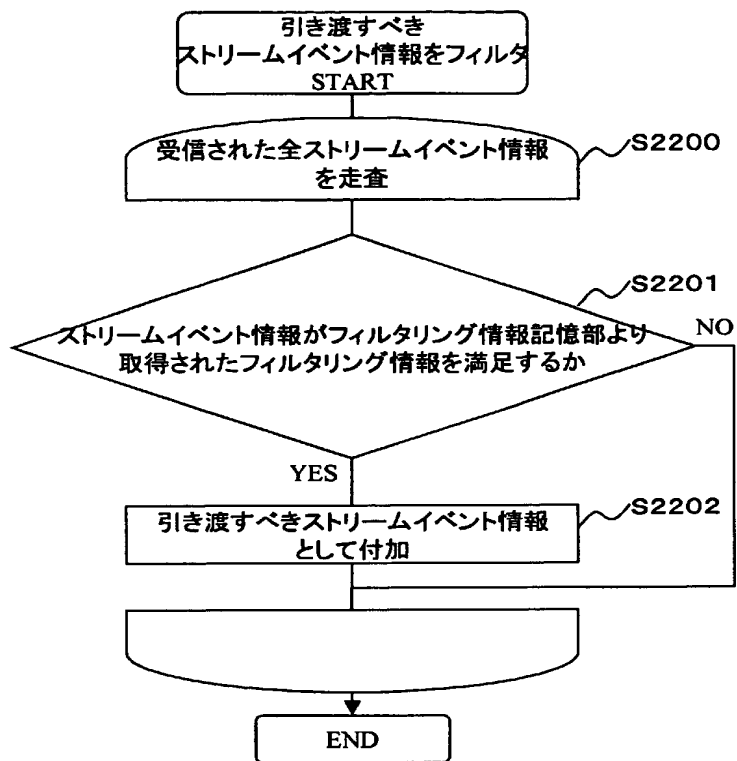 引き渡すべき
ストリームイベント情報をフィルタ
START
受信された全ストリームイベント情報
を走査
S2200
S2201
ストリームイベント情報がフィルタリング情報記憶部より
取得されたフィルタリング情報を満足するか
NO
YES
引き渡すべきストリームイベント情報
として付加
S2202
END